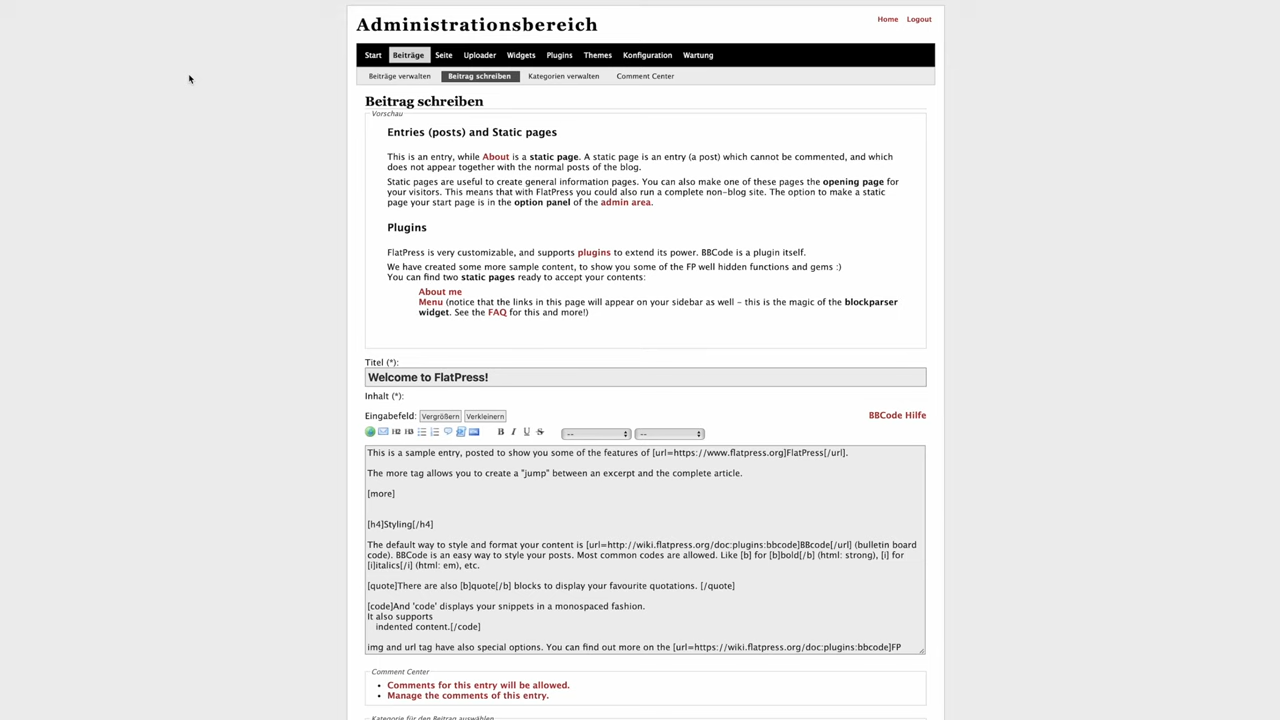 Administrationsbereich
Home Logout
Start Beiträge Seite Uploader Widgets Plugins Themes Konfiguration Wartung
Beiträge verwalten Beitrag schreiben Kategorien verwalten Comment Center
Beitrag schreiben
Vorschau
Entries (posts) and Static pages
This is an entry, while About is a static page. A static page is an entry (a post) which cannot be commented, and which
does not appear together with the normal posts of the blog.
Static pages are useful to create general information pages. You can also make one of these pages the opening page for
your visitors. This means that with FlatPress you could also run a complete non-blog site. The option to make a static
page your start page is in the option panel of the admin area.
Plugins
FlatPress is very customizable, and supports plugins to extend its power. BBCode is a plugin itself.
We have created some more sample content, to show you some of the FP well hidden functions and gems :)
You can find two static pages ready to accept your contents:
About me
Menu (notice that the links in this page will appear on your sidebar as well - this is the magic of the blockparser
widget. See the FAQ for this and more!)
Titel (*):
Welcome to FlatPress!
Inhalt (*):
Eingabefeld: Vergrößern Verkleinern BBCode Hilfe
H2 H3 B I U S -- --
This is a sample entry, posted to show you some of the features of [url=https://www.flatpress.org]FlatPress[/url].
The more tag allows you to create a "jump" between an excerpt and the complete article.
[more]
[h4]Styling[/h4]
The default way to style and format your content is [url=http://wiki.flatpress.org/doc:plugins:bbcode]BBcode[/url] (bulletin board
code). BBCode is an easy way to style your posts. Most common codes are allowed. Like [b] for [b]bold[/b] (html: strong), [i] for
[i]italics[/i] (html: em), etc.
[quote]There are also [b]quote[/b] blocks to display your favourite quotations. [/quote]
[code]And 'code' displays your snippets in a monospaced fashion.
It also supports
indented content.[/code]
img and url tag have also special options. You can find out more on the [url=https://wiki.flatpress.org/doc:plugins:bbcode]FP
Comment Center
Comments for this entry will be allowed.
Manage the comments of this entry.
Kategorie für den Beitrag auswählen